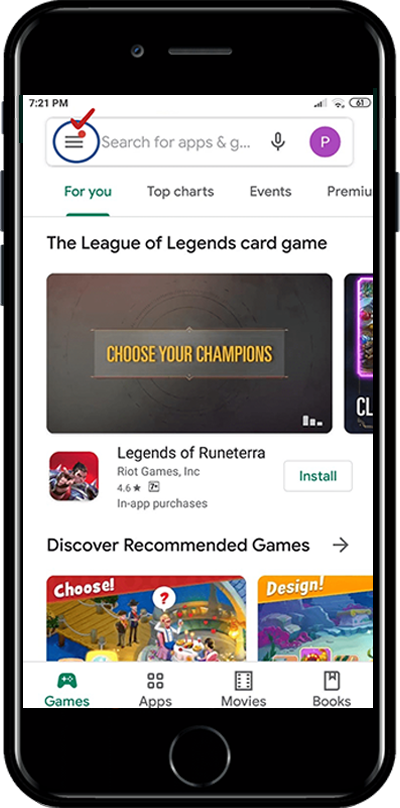 7:21 PM
61
Search for apps & g...
P
For you
Top charts
Events
Premiu
The League of Legends card game
CHOOSE YOUR CHAMPIONS
CL
Legends of Runeterra
Riot Games, Inc
4.6★ 7+
In-app purchases
Install
Discover Recommended Games
Choose!
?
Design!
Games
Apps
Movies
Books